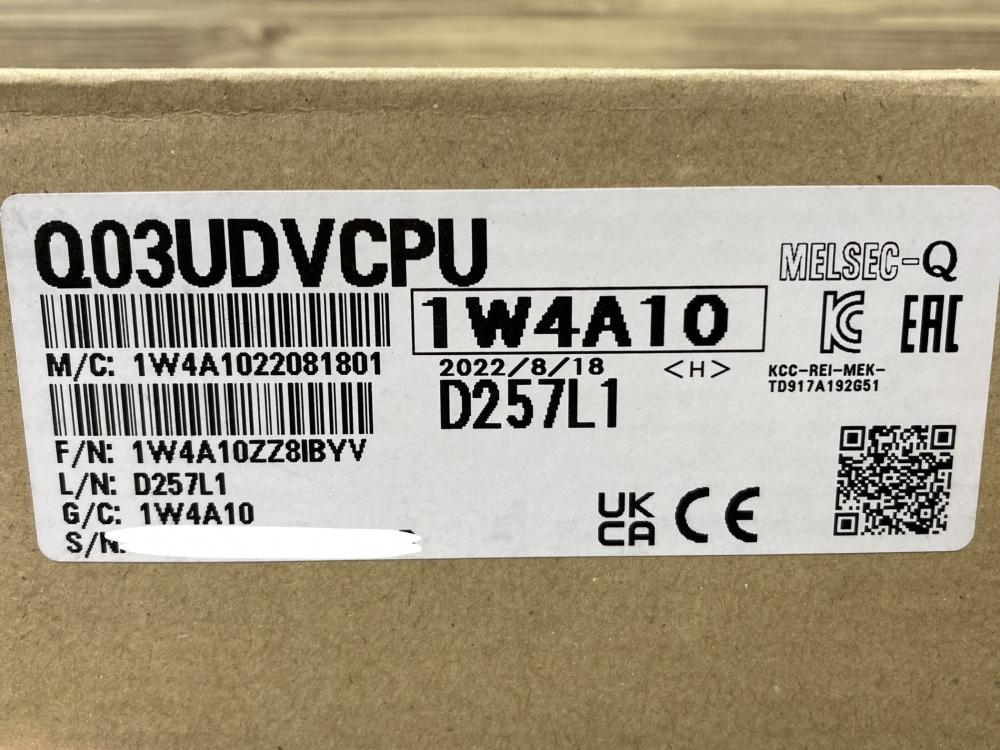 Q03UDVCPU
MELSEC-Q
1W4A10
M/C: 1W4A1022081801
2022/8/18 <H>
KCC-REI-MEK-
TD917A192G51
D257L1
F/N: 1W4A10ZZ8IBYV
L/N: D257L1
G/C: 1W4A10
S/N:
UK
CA
CE
EAC